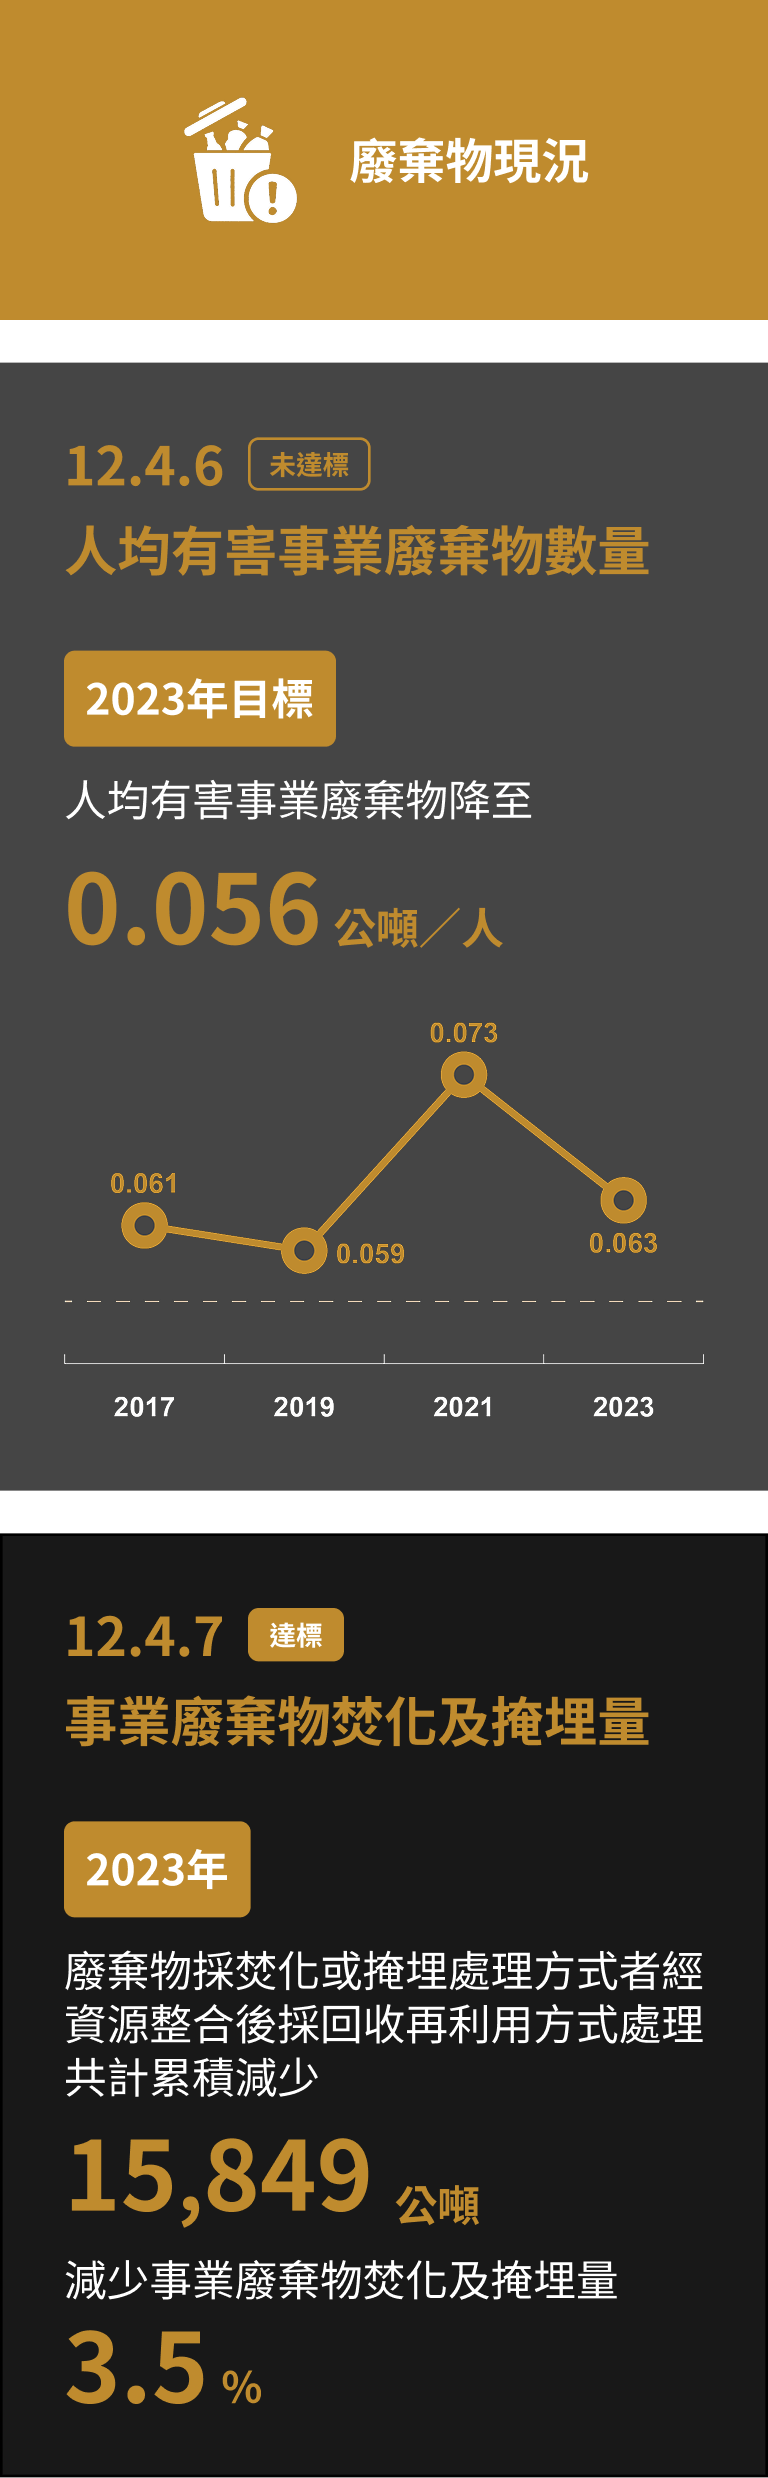 廢棄物現況
12.4.6 未達標
人均有害事業廢棄物數量
2023年目標
人均有害事業廢棄物降至
0.056 公噸／人
0.073
0.061
0.059
0.063
2017 2019 2021 2023
12.4.7 達標
事業廢棄物焚化及掩埋量
2023年
廢棄物採焚化或掩埋處理方式者經
資源整合後採回收再利用方式處理
共計累積減少
15,849 公噸
減少事業廢棄物焚化及掩埋量
3.5 %